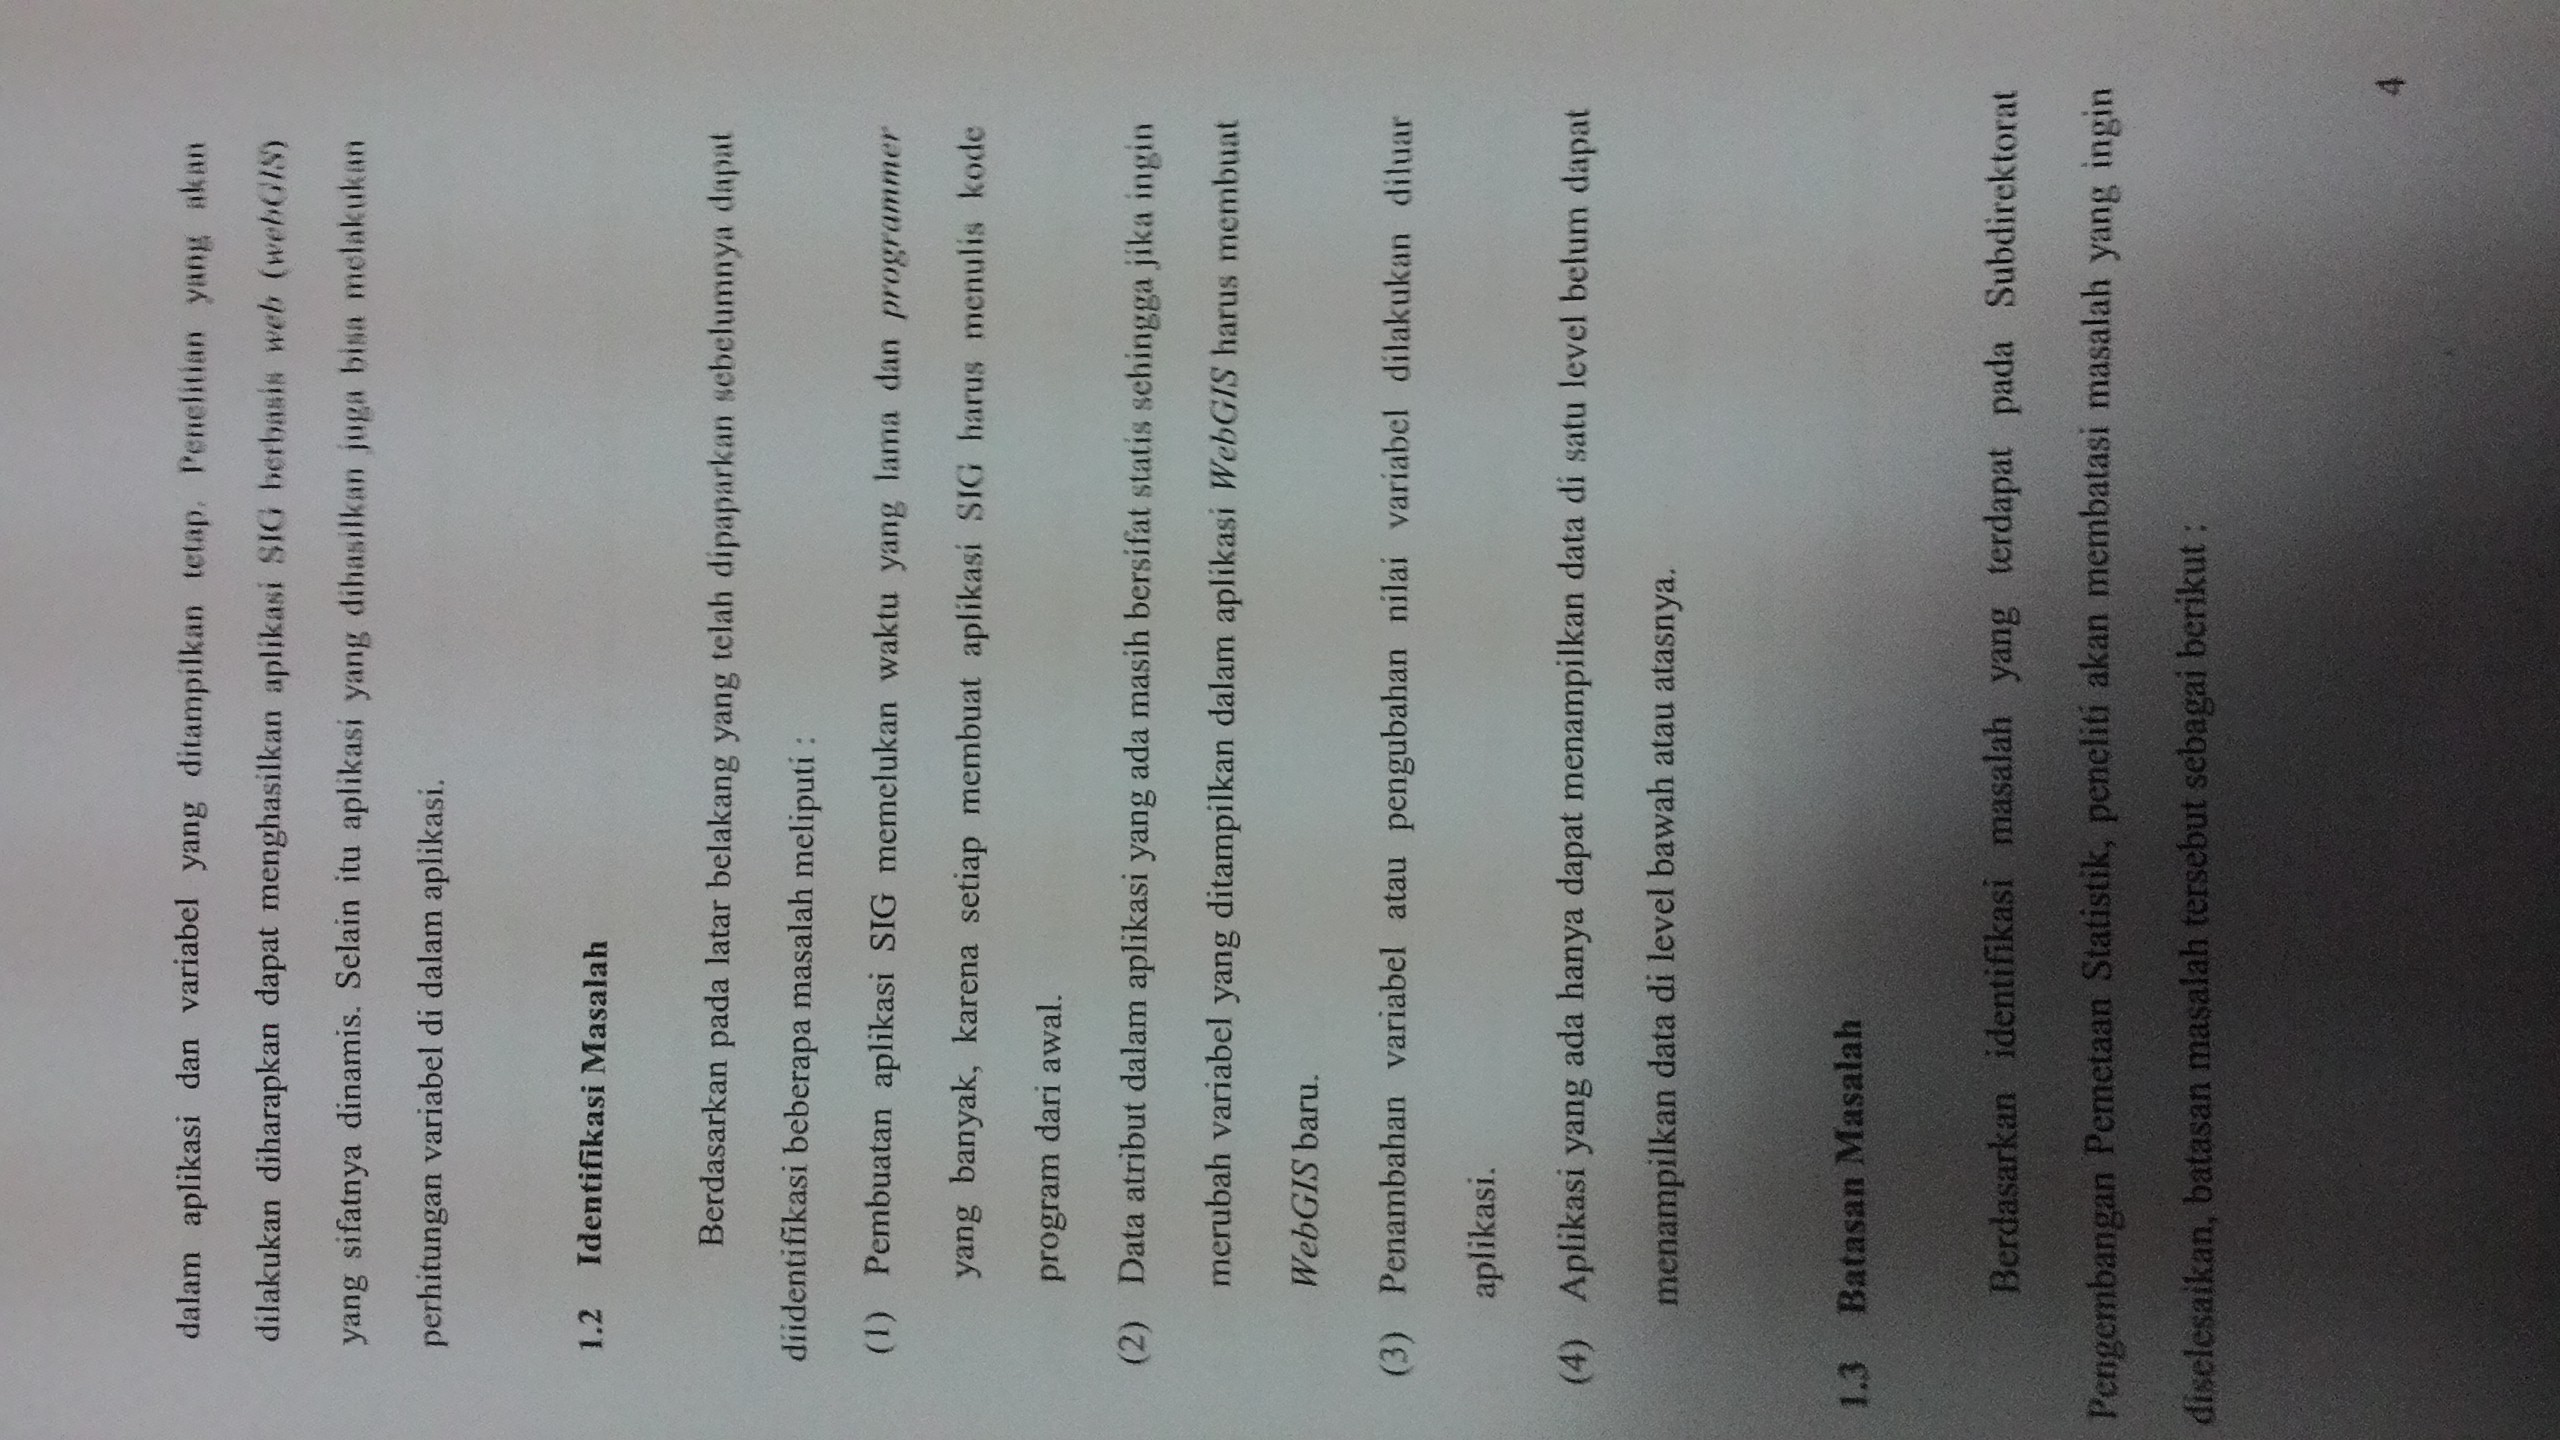 dalam aplikasi dan variabel yang ditampilkan tetap. Penelitian yang akan
dilakukan diharapkan dapat menghasilkan aplikasi SIG berbasis web (webGIS)
yang sifatnya dinamis. Selain itu aplikasi yang dihasilkan juga bisa melakukan
perhitungan variabel di dalam aplikasi.
1.2 Identifikasi Masalah
Berdasarkan pada latar belakang yang telah dipaparkan sebelumnya dapat
diidentifikasi beberapa masalah meliputi :
(1) Pembuatan aplikasi SIG memelukan waktu yang lama dan programmer
yang banyak, karena setiap membuat aplikasi SIG harus menulis kode
program dari awal.
(2) Data atribut dalam aplikasi yang ada masih bersifat statis sehingga jika ingin
merubah variabel yang ditampilkan dalam aplikasi WebGIS harus membuat
WebGIS baru.
(3) Penambahan variabel atau pengubahan nilai variabel dilakukan diluar
aplikasi.
(4) Aplikasi yang ada hanya dapat menampilkan data di satu level belum dapat
menampilkan data di level bawah atau atasnya.
1.3 Batasan Masalah
Berdasarkan identifikasi masalah yang terdapat pada Subdirektorat
Pengembangan Pemetaan Statistik, peneliti akan membatasi masalah yang ingin
diselesaikan, batasan masalah tersebut sebagai berikut :
4